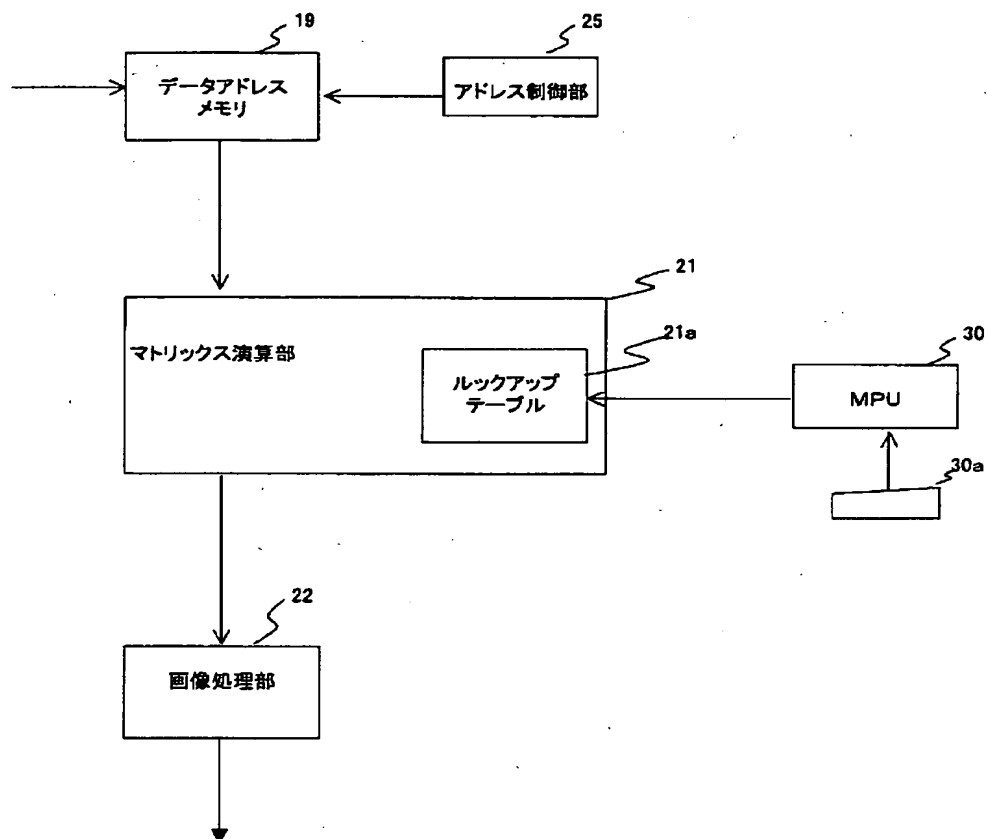 19
データアドレス
メモリ
25
アドレス制御部
21
マトリックス演算部
21a
ルックアップ
テーブル
30
MPU
30a
22
画像処理部